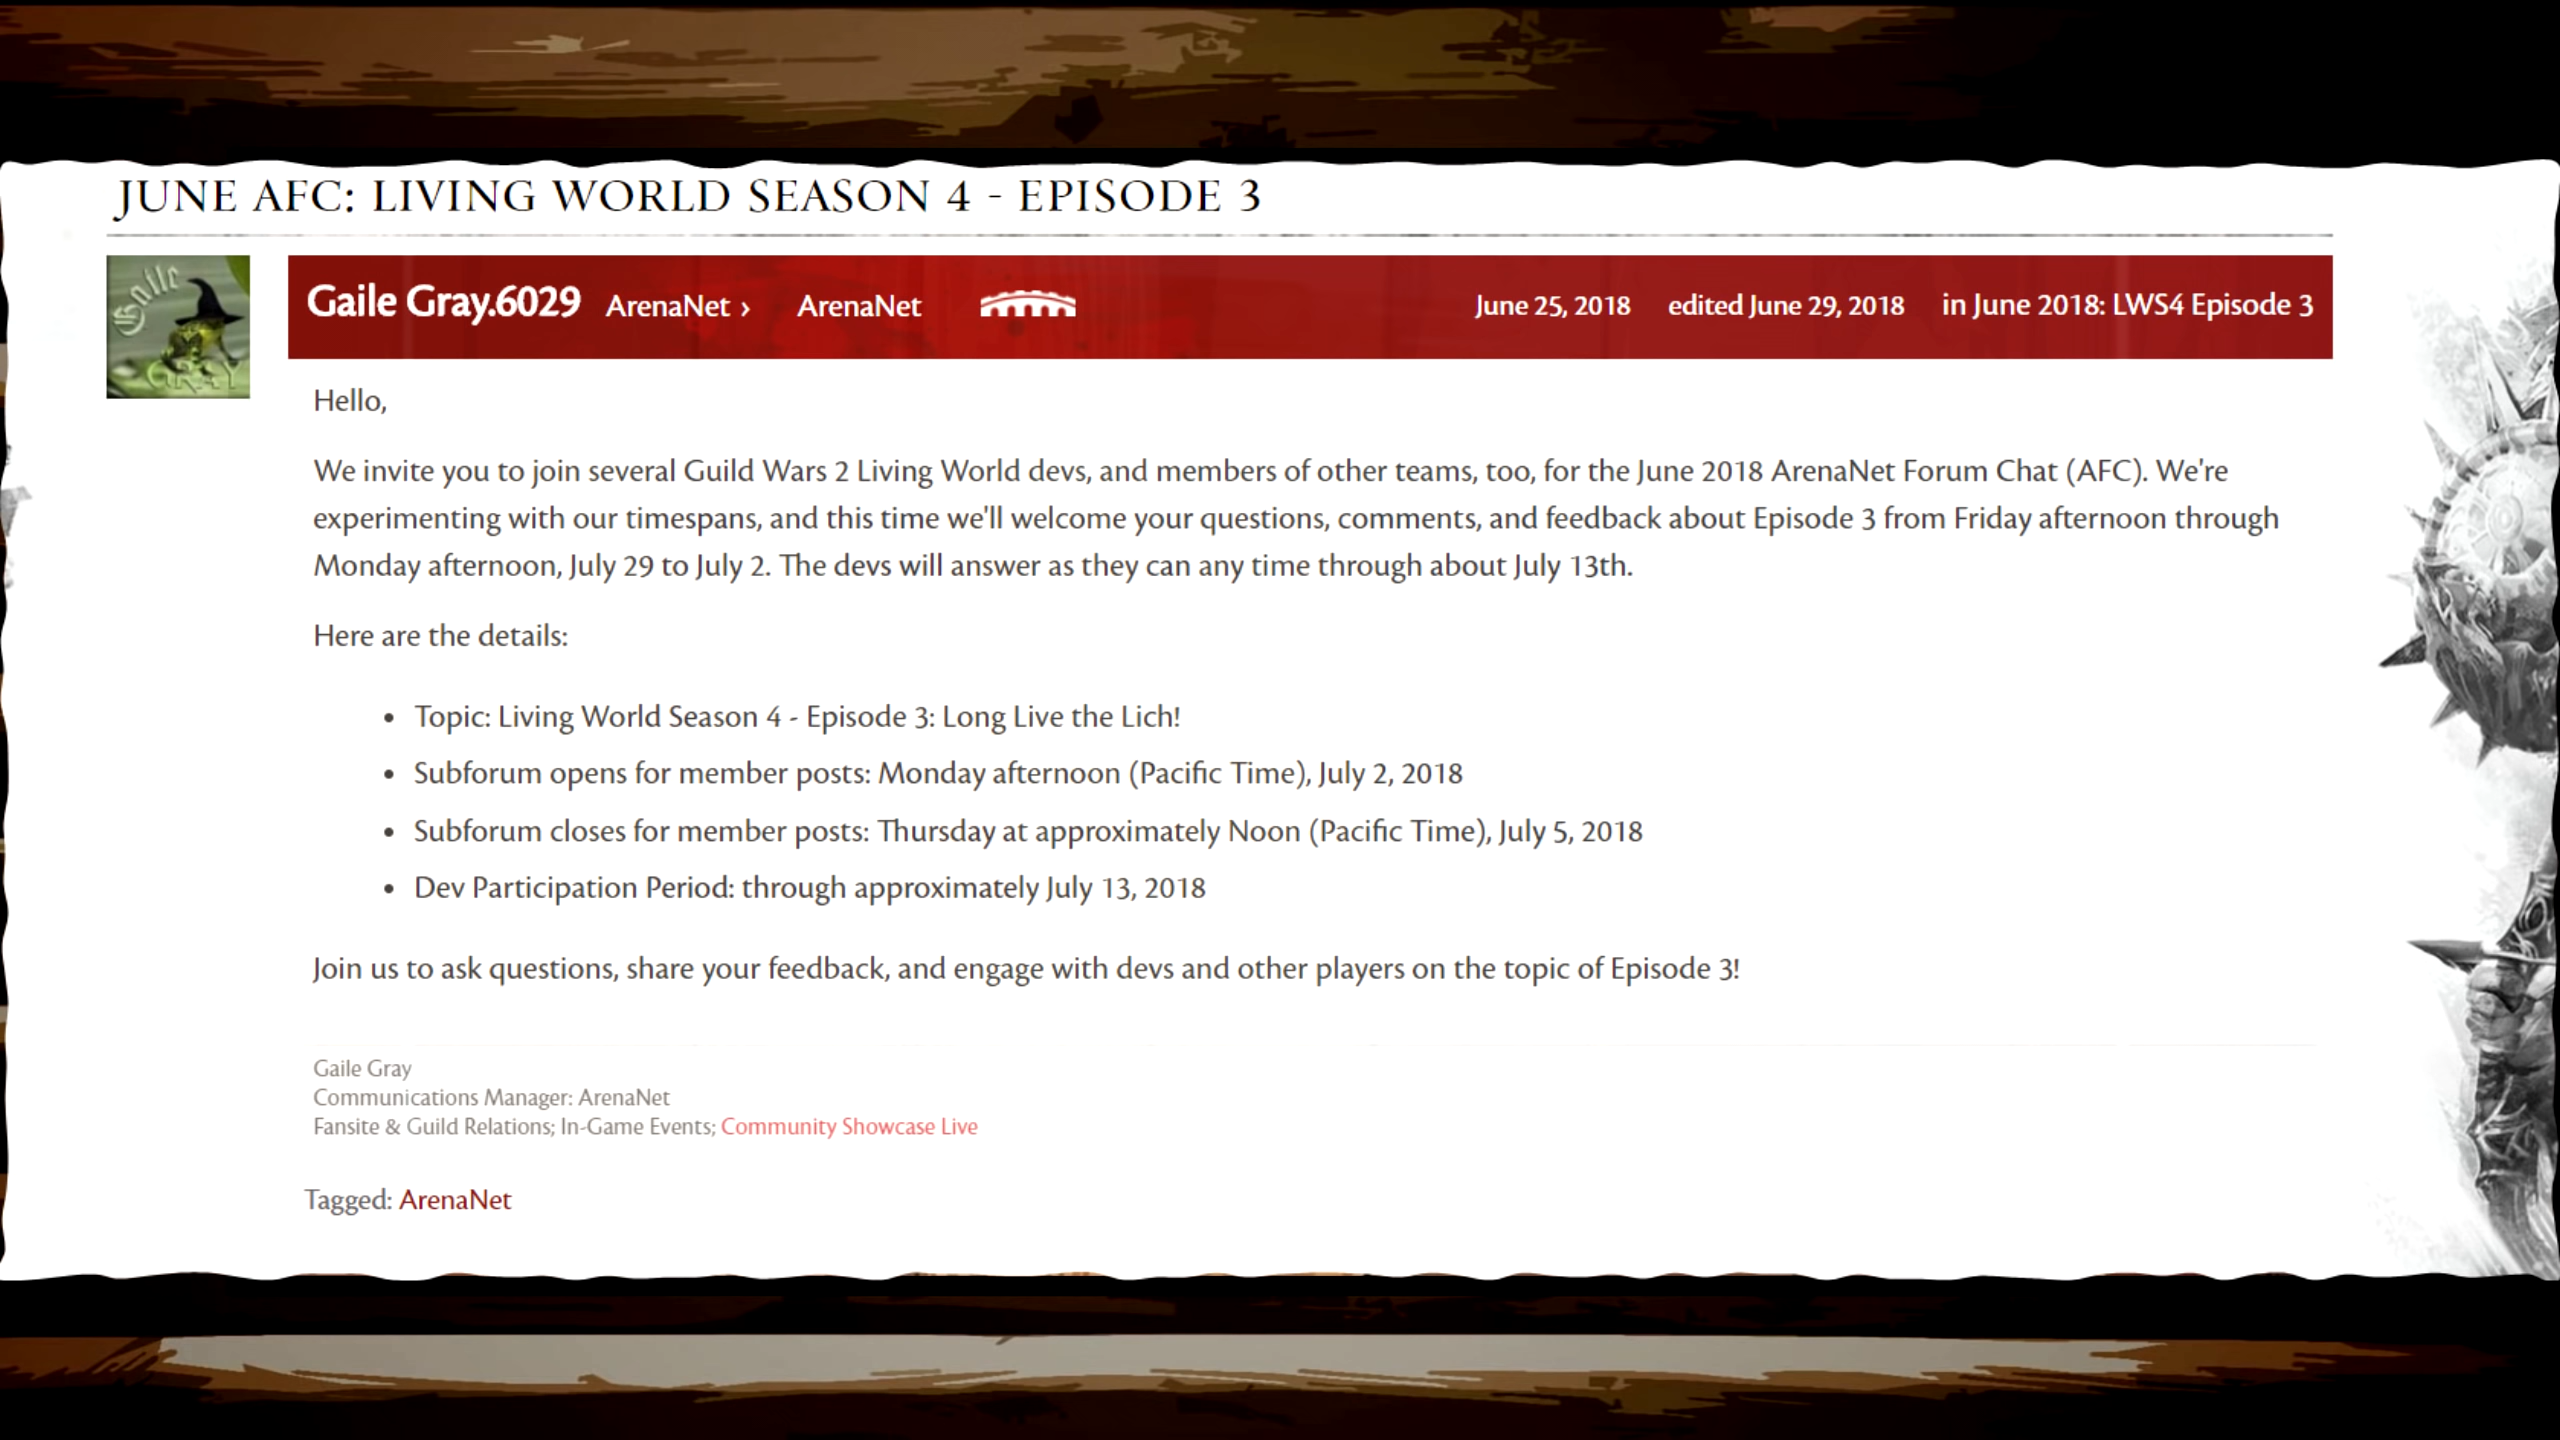 JUNE AFC: LIVING WORLD SEASON 4 - EPISODE 3
Gaile GRAY
Gaile Gray.6029 ArenaNet › ArenaNet June 25, 2018 edited June 29, 2018 in June 2018: LWS4 Episode 3
Hello,
We invite you to join several Guild Wars 2 Living World devs, and members of other teams, too, for the June 2018 ArenaNet Forum Chat (AFC). We're
experimenting with our timespans, and this time we'll welcome your questions, comments, and feedback about Episode 3 from Friday afternoon through
Monday afternoon, July 29 to July 2. The devs will answer as they can any time through about July 13th.
Here are the details:
• Topic: Living World Season 4 - Episode 3: Long Live the Lich!
• Subforum opens for member posts: Monday afternoon (Pacific Time), July 2, 2018
• Subforum closes for member posts: Thursday at approximately Noon (Pacific Time), July 5, 2018
• Dev Participation Period: through approximately July 13, 2018
Join us to ask questions, share your feedback, and engage with devs and other players on the topic of Episode 3!
Gaile Gray
Communications Manager: ArenaNet
Fansite & Guild Relations; In-Game Events; Community Showcase Live
Tagged: ArenaNet